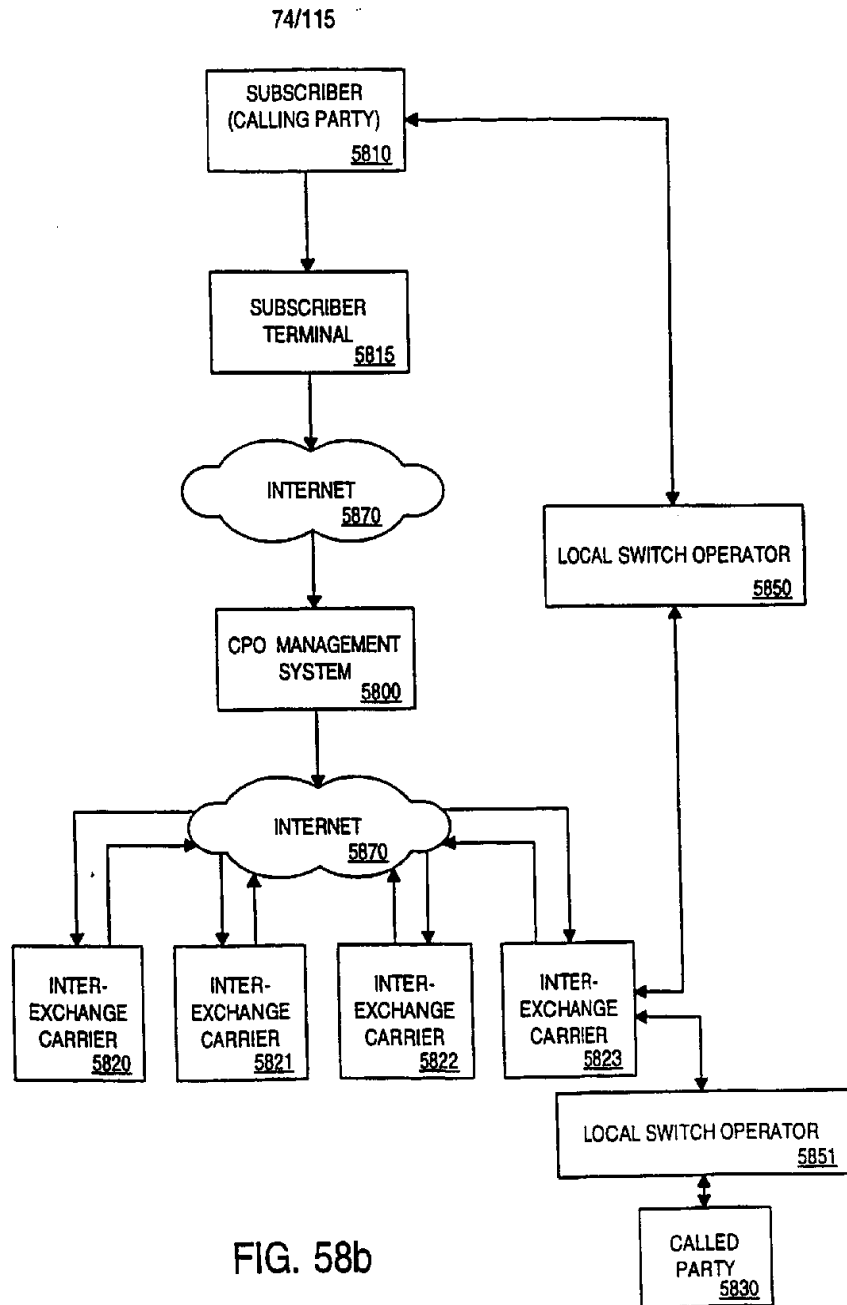 74/115
SUBSCRIBER
(CALLING PARTY)
5810
SUBSCRIBER
TERMINAL
5815
INTERNET
5870
LOCAL SWITCH OPERATOR
5850
CPO MANAGEMENT
SYSTEM
5800
INTERNET
5870
INTER-
EXCHANGE
CARRIER
5820
INTER-
EXCHANGE
CARRIER
5821
INTER-
EXCHANGE
CARRIER
5822
INTER-
EXCHANGE
CARRIER
5823
LOCAL SWITCH OPERATOR
5851
CALLED
PARTY
5830
FIG. 58b